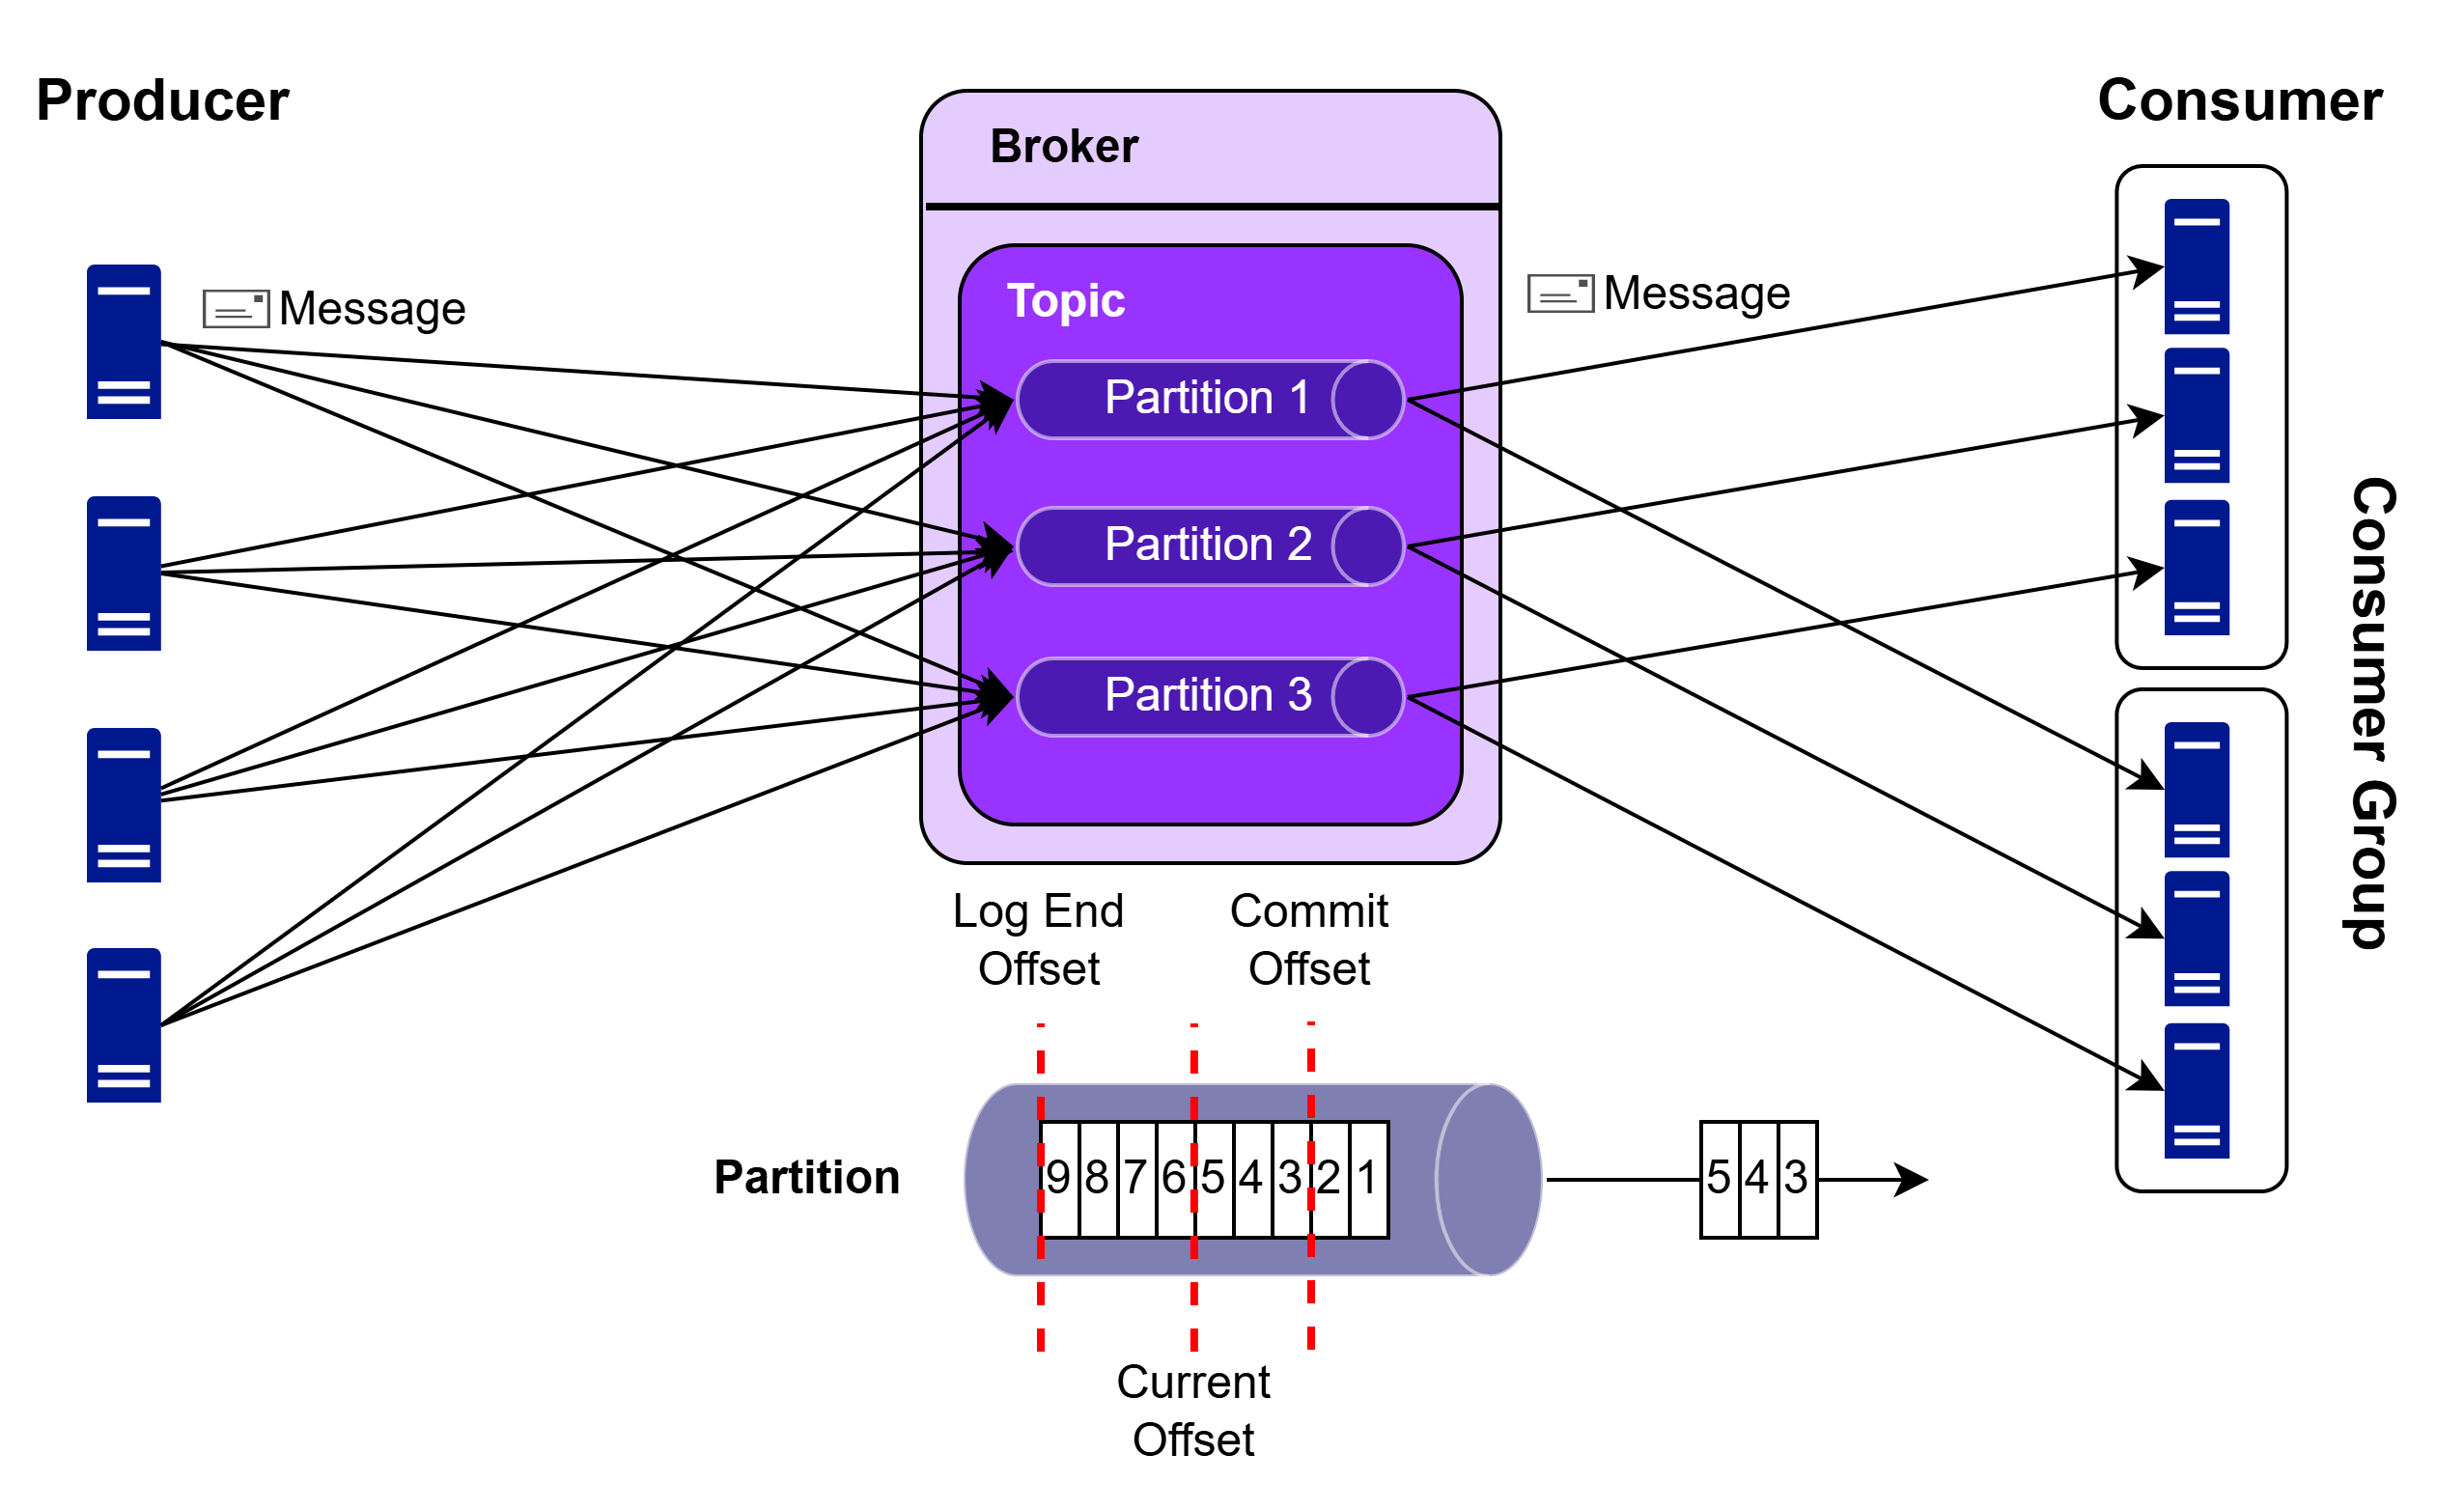 Producer
Consumer
Broker
Topic
Message
Message
Partition 1
Partition 2
Partition 3
Consumer Group
Log End
Offset
Commit
Offset
Partition
9 8 7 6 5 4 3 2 1
5 4 3
Current
Offset